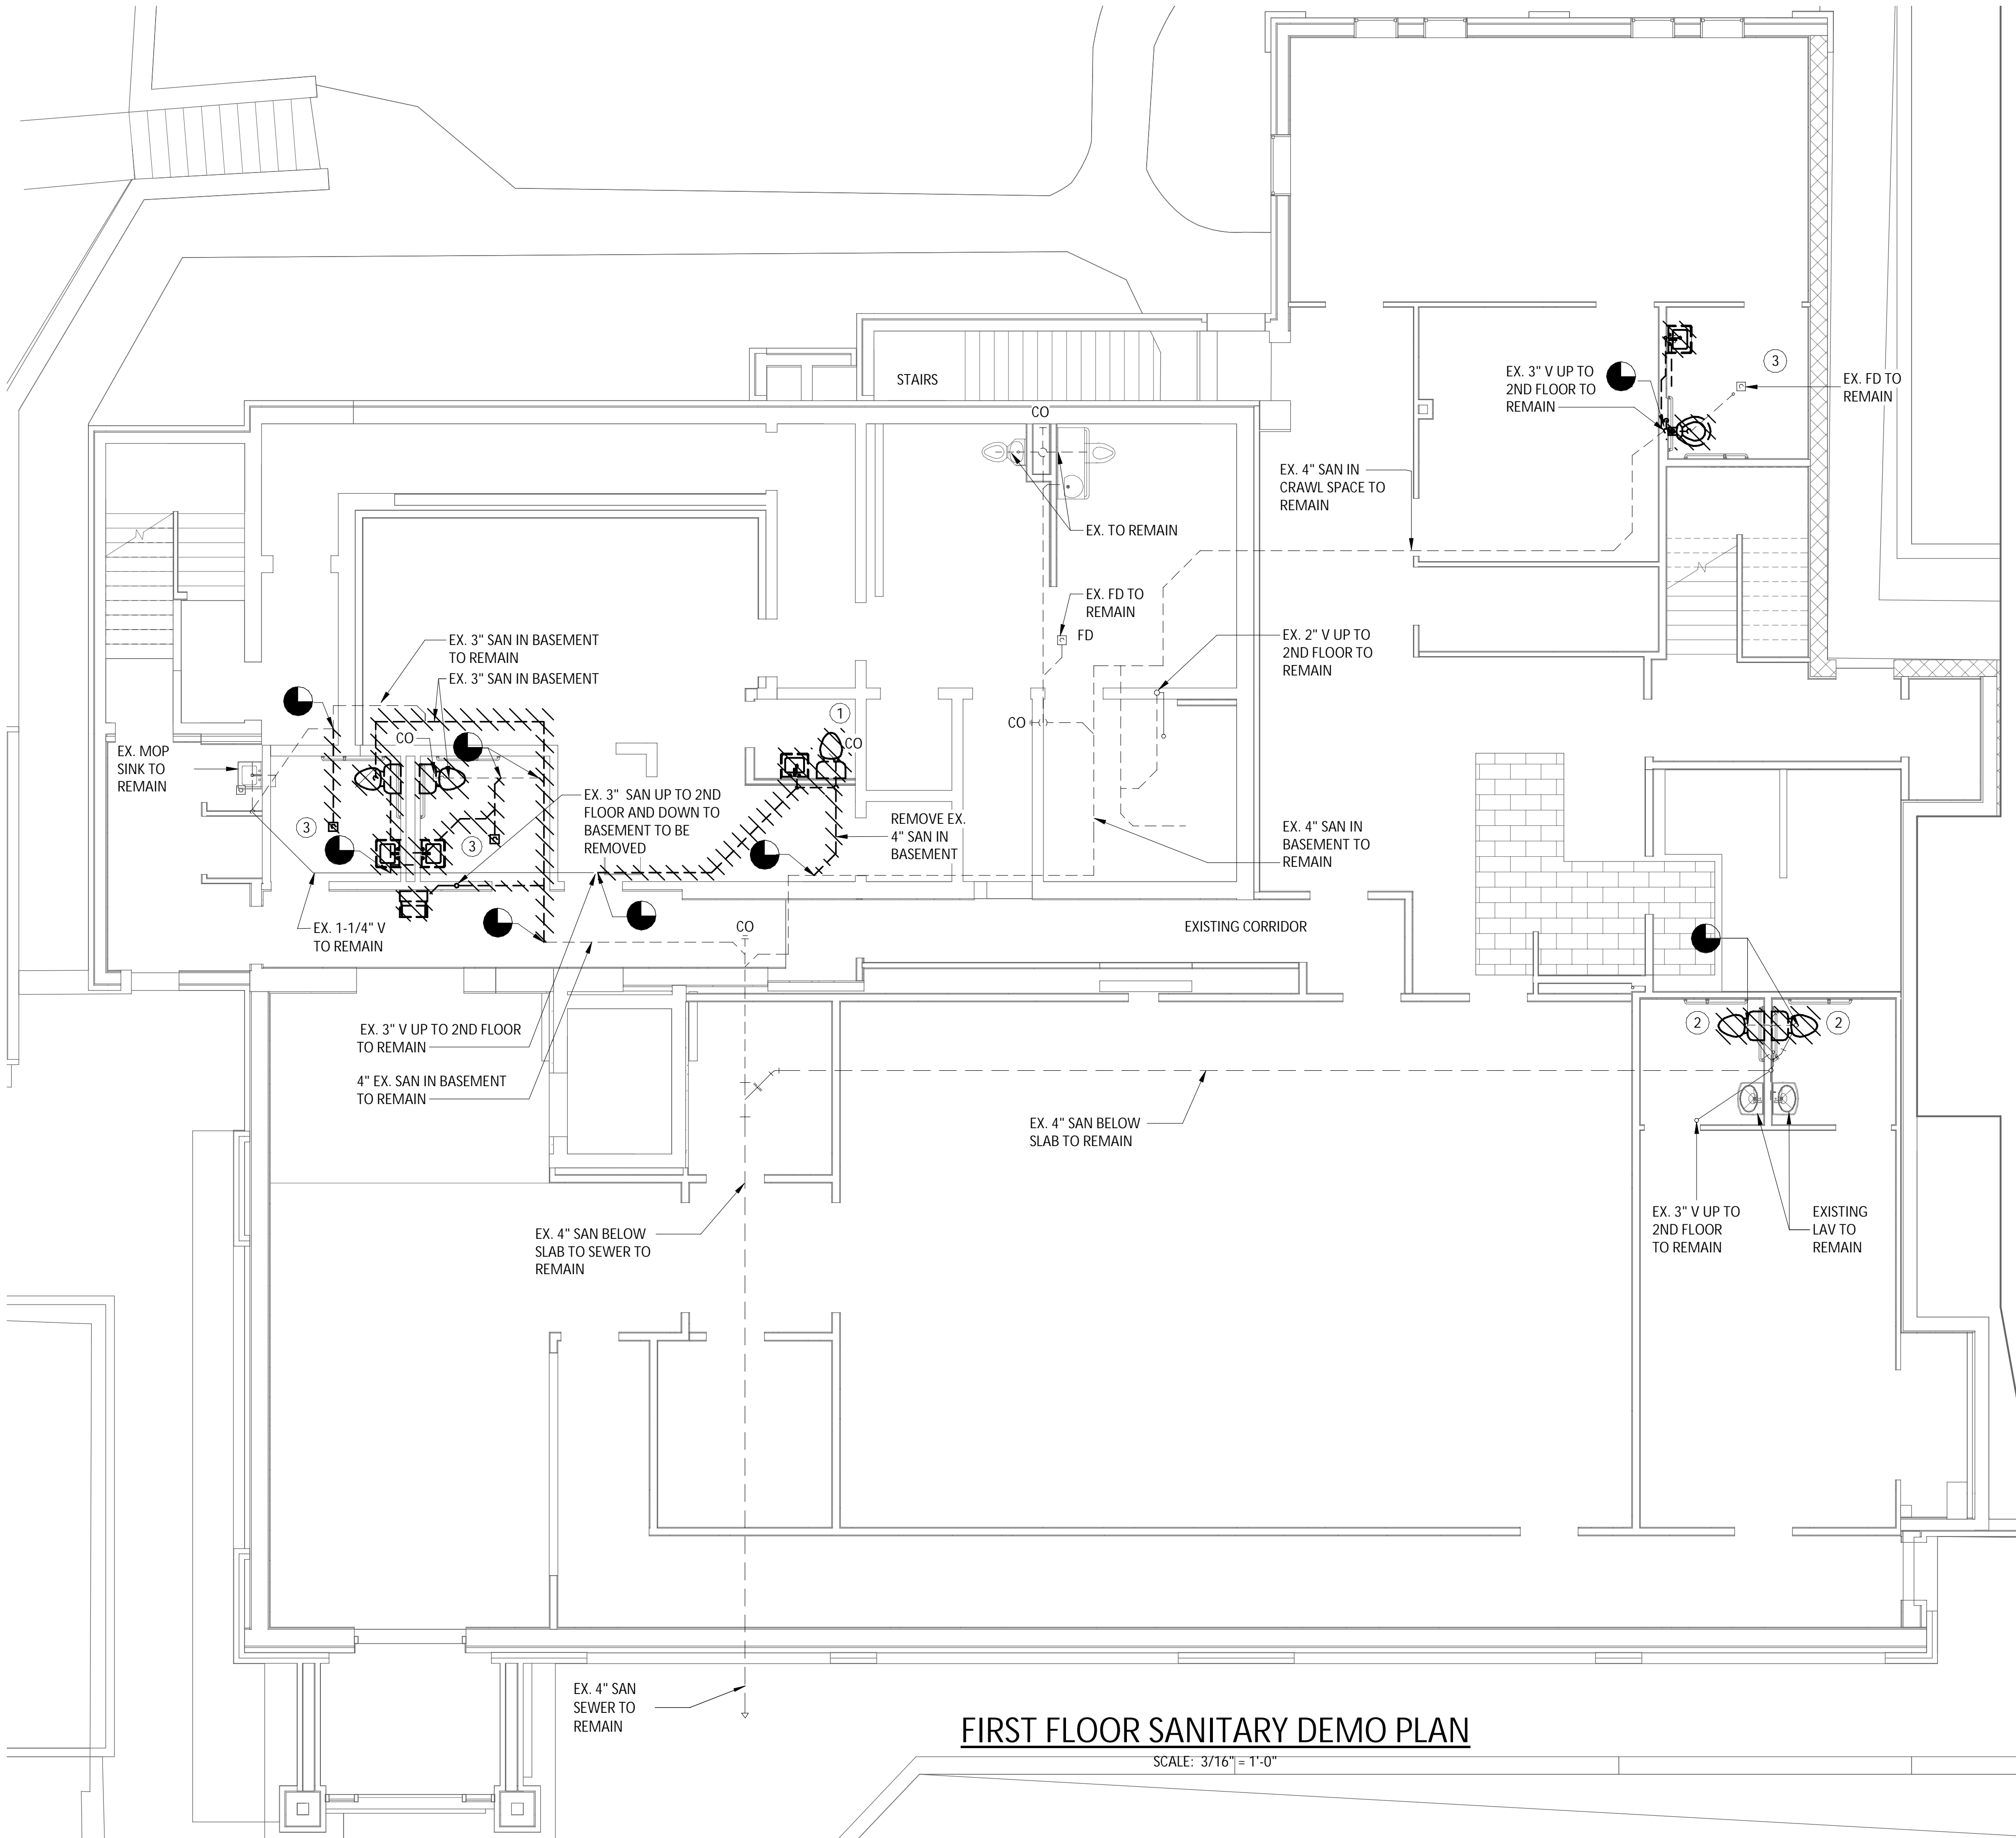 STAIRS
CO
EX. 3" V UP TO
2ND FLOOR TO
REMAIN
3
EX. FD TO
REMAIN
EX. 4" SAN IN
CRAWL SPACE TO
REMAIN
EX. TO REMAIN
EX. FD TO
REMAIN
FD
EX. 2" V UP TO
2ND FLOOR TO
REMAIN
EX. 3" SAN IN BASEMENT
TO REMAIN
EX. 3" SAN IN BASEMENT
1
CO
CO
CO
EX. MOP
SINK TO
REMAIN
EX. 3" SAN UP TO 2ND
FLOOR AND DOWN TO
BASEMENT TO BE
REMOVED
REMOVE EX.
4" SAN IN
BASEMENT
3
3
EX. 4" SAN IN
BASEMENT TO
REMAIN
EX. 1-1/4" V
TO REMAIN
CO
EXISTING CORRIDOR
EX. 3" V UP TO 2ND FLOOR
TO REMAIN
4" EX. SAN IN BASEMENT
TO REMAIN
2
2
EX. 4" SAN BELOW
SLAB TO REMAIN
EX. 3" V UP TO
2ND FLOOR
TO REMAIN
EXISTING
LAV TO
REMAIN
EX. 4" SAN BELOW
SLAB TO SEWER TO
REMAIN
EX. 4" SAN
SEWER TO
REMAIN
FIRST FLOOR SANITARY DEMO PLAN
SCALE: 3/16" = 1'-0"